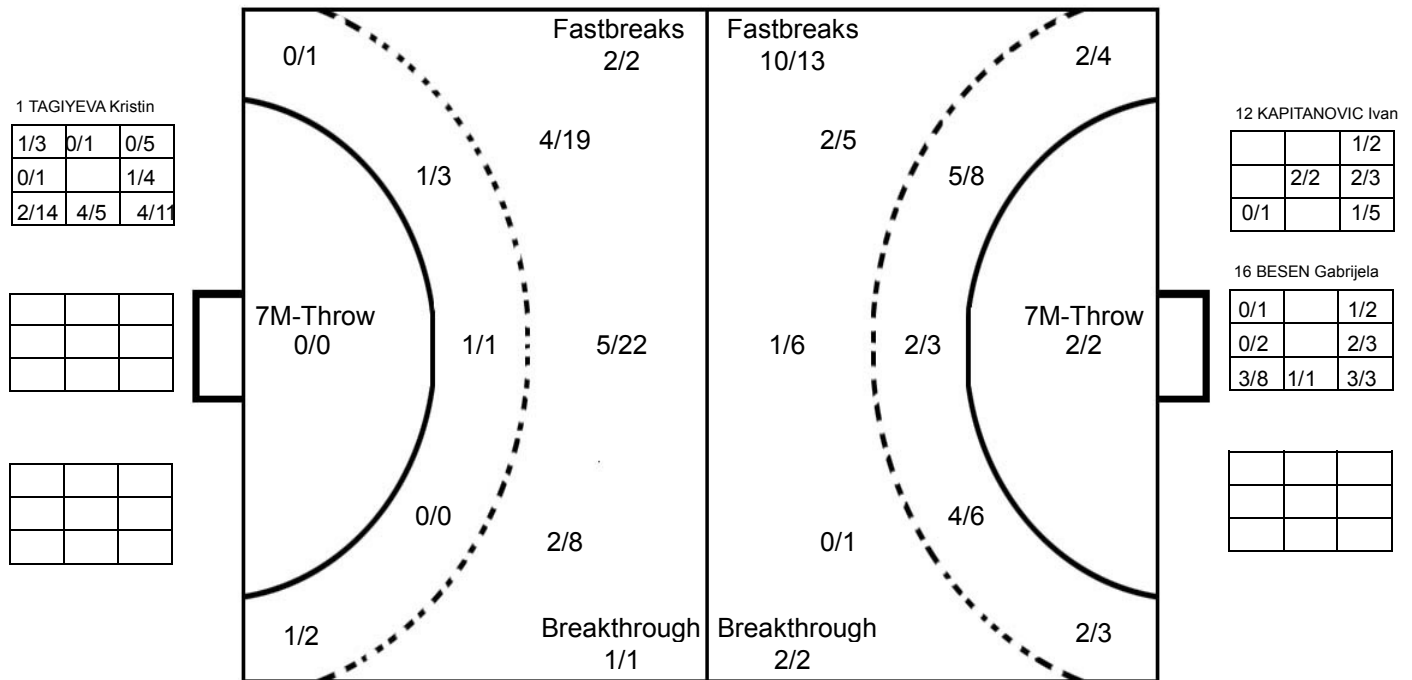 1 TAGIYEVA Kristin
1/3 0/1 0/5
0/1 1/4
2/14 4/5 4/11
Fastbreaks
2/2
0/1
4/19
1/3
7M-Throw
0/0
1/1
5/22
0/0
2/8
1/2
Breakthrough
1/1
Fastbreaks
10/13
2/4
2/5
5/8
1/6
2/3
7M-Throw
2/2
4/6
0/1
2/3
Breakthrough
2/2
12 KAPITANOVIC Ivan
1/2
2/2 2/3
0/1 1/5
16 BESEN Gabrijela
0/1 1/2
0/2 2/3
3/8 1/1 3/3